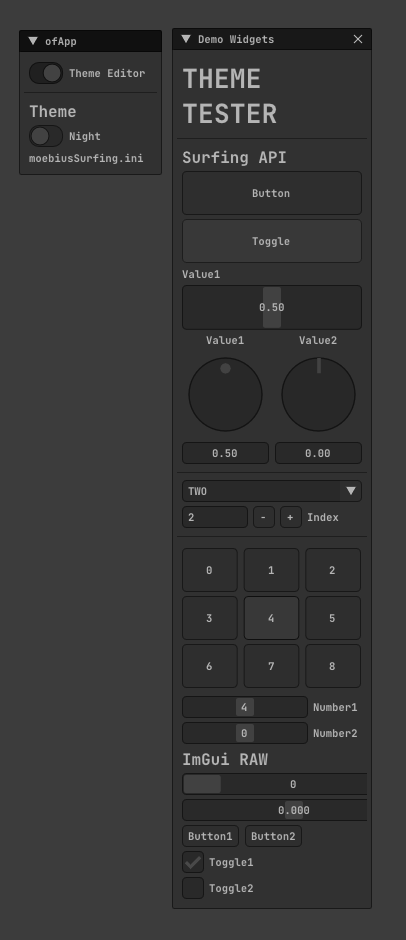 ofApp
Theme Editor
Theme
Night
moebiusSurfing.ini
Demo Widgets
THEME
TESTER
Surfing API
Button
Toggle
Value1
0.50
Value1 Value2
0.50 0.00
TWO
2 - + Index
0 1 2
3 4 5
6 7 8
4 Number1
0 Number2
ImGui RAW
0
0.000
Button1 Button2
Toggle1
Toggle2